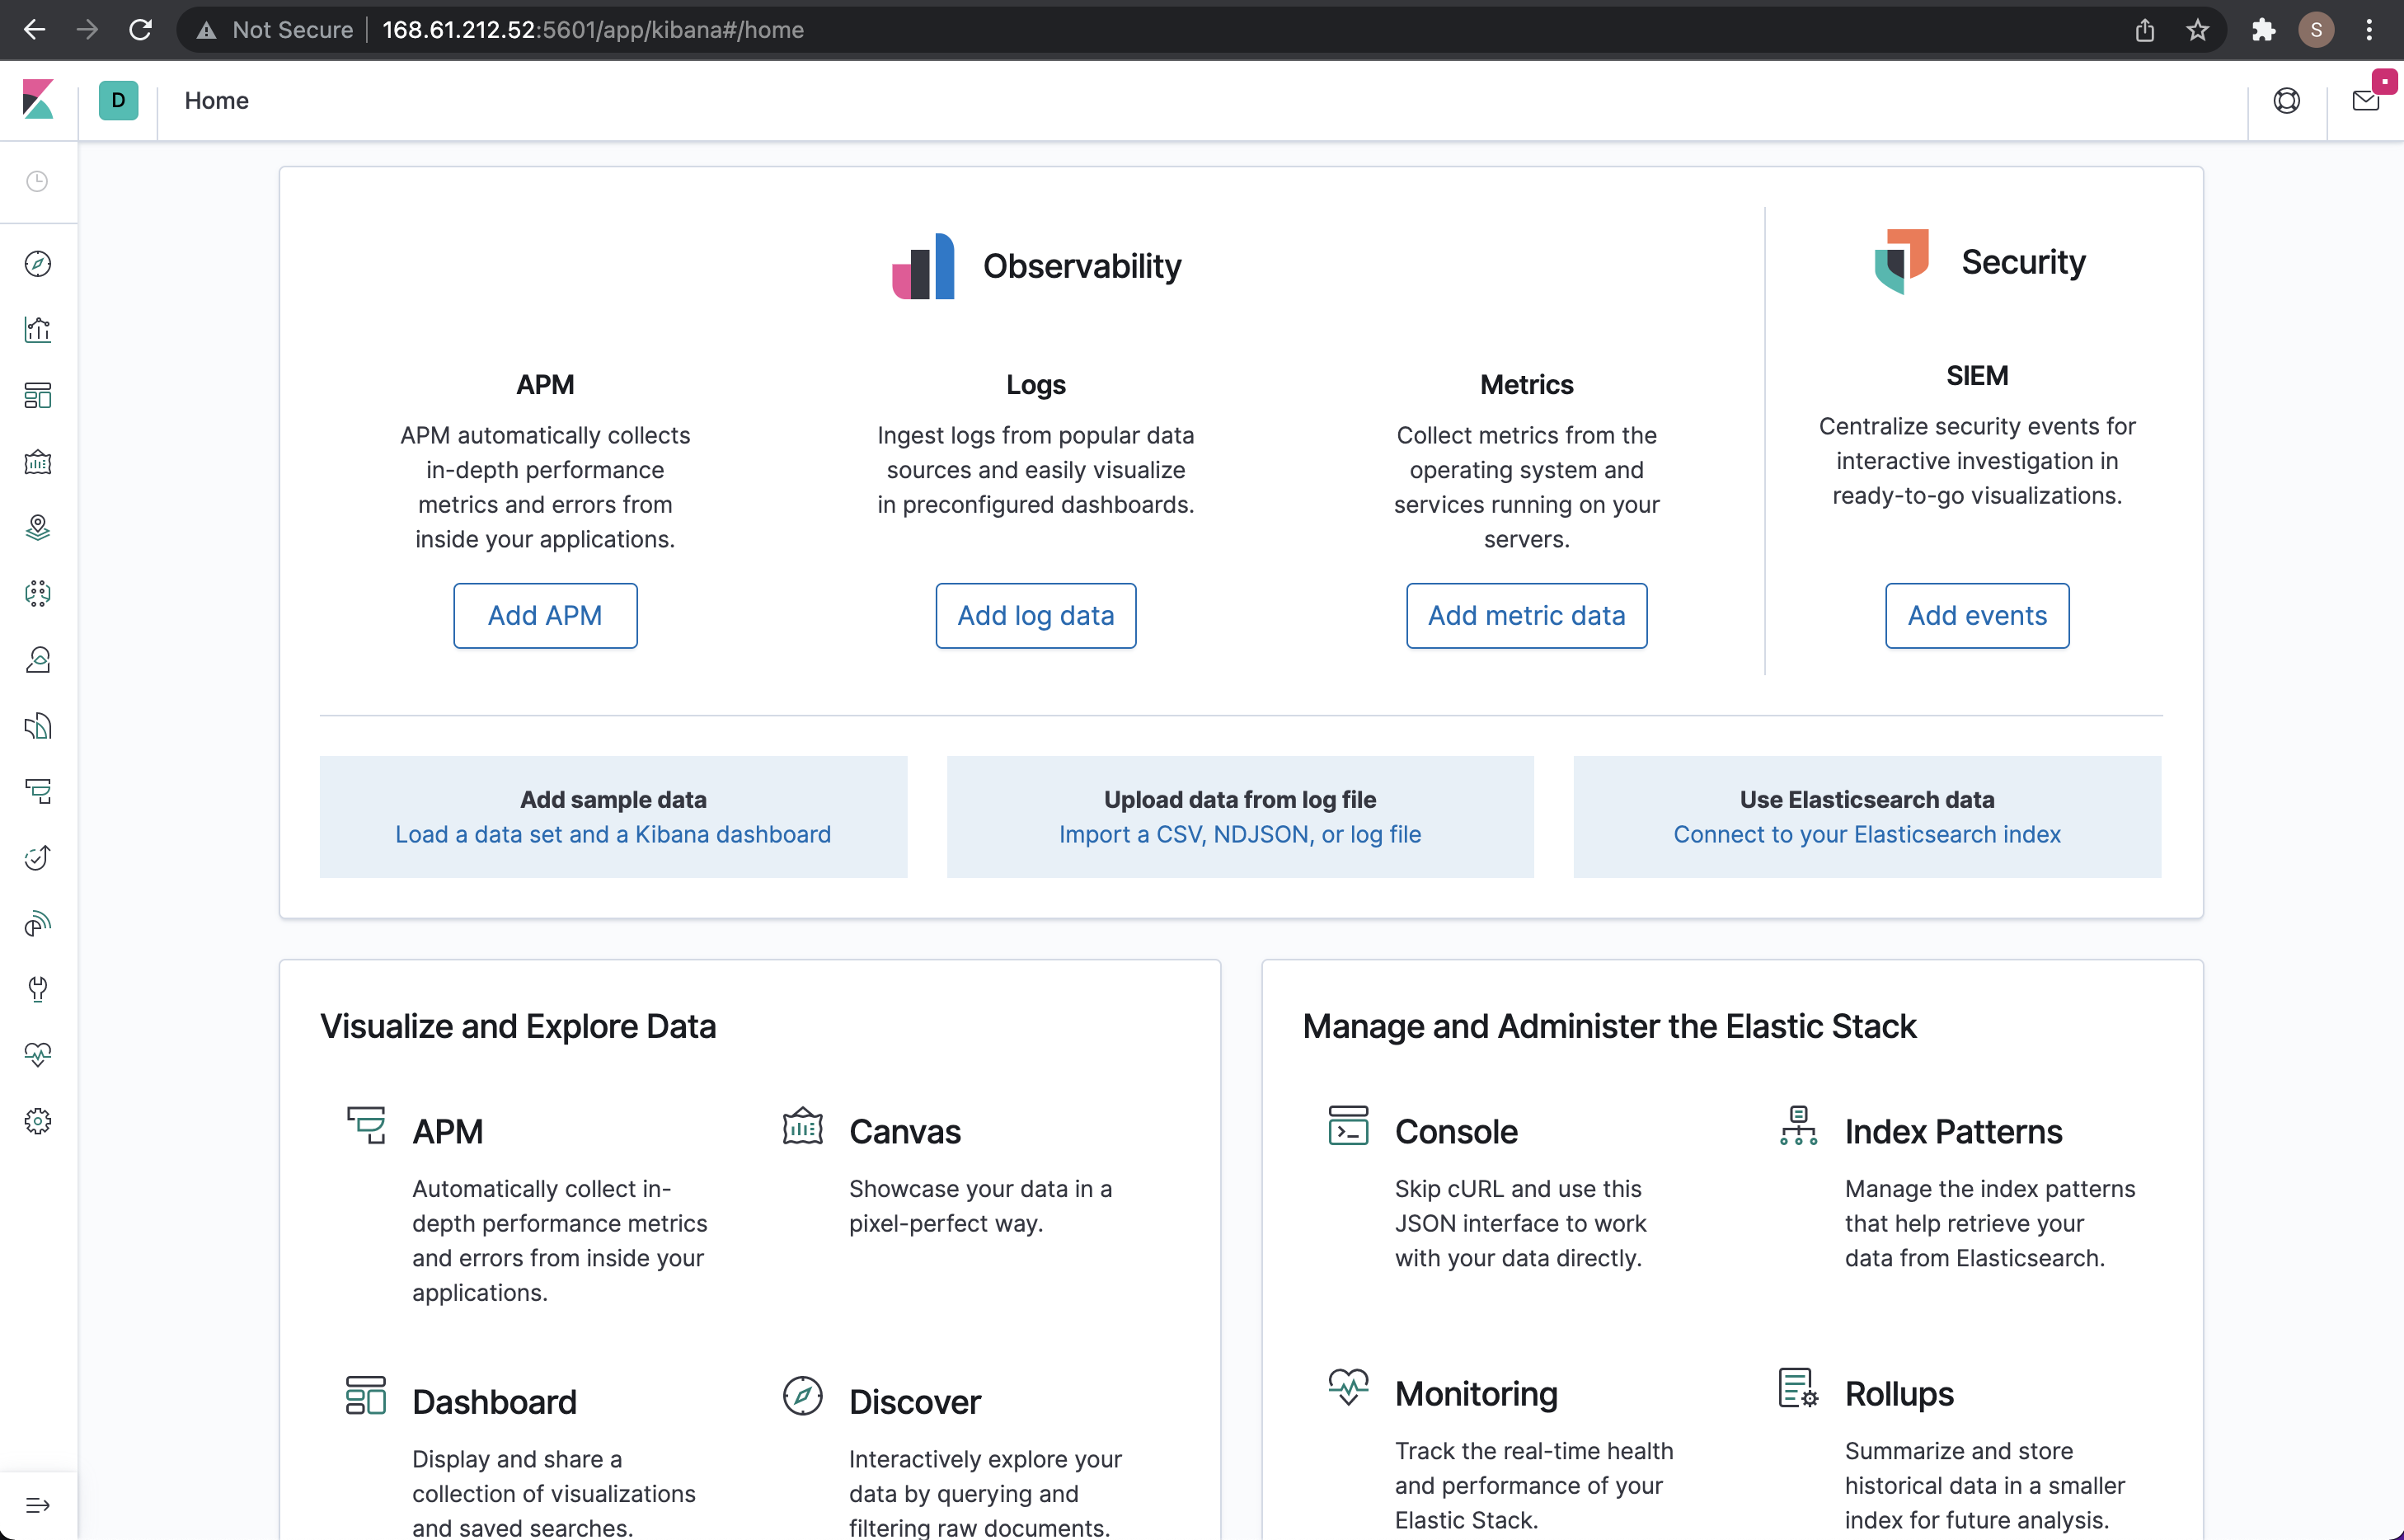 Not Secure
168.61.212.52:5601/app/kibana#/home
S
D
Home
Observability
Security
APM
APM automatically collects
in-depth performance
metrics and errors from
inside your applications.
Add APM
Logs
Ingest logs from popular data
sources and easily visualize
in preconfigured dashboards.
Add log data
Metrics
Collect metrics from the
operating system and
services running on your
servers.
Add metric data
SIEM
Centralize security events for
interactive investigation in
ready-to-go visualizations.
Add events
Add sample data
Load a data set and a Kibana dashboard
Upload data from log file
Import a CSV, NDJSON, or log file
Use Elasticsearch data
Connect to your Elasticsearch index
Visualize and Explore Data
APM
Automatically collect in-
depth performance metrics
and errors from inside your
applications.
Canvas
Showcase your data in a
pixel-perfect way.
Dashboard
Display and share a
collection of visualizations
and saved searches.
Discover
Interactively explore your
data by querying and
filtering raw documents.
Manage and Administer the Elastic Stack
Console
Skip cURL and use this
JSON interface to work
with your data directly.
Index Patterns
Manage the index patterns
that help retrieve your
data from Elasticsearch.
Monitoring
Track the real-time health
and performance of your
Elastic Stack.
Rollups
Summarize and store
historical data in a smaller
index for future analysis.